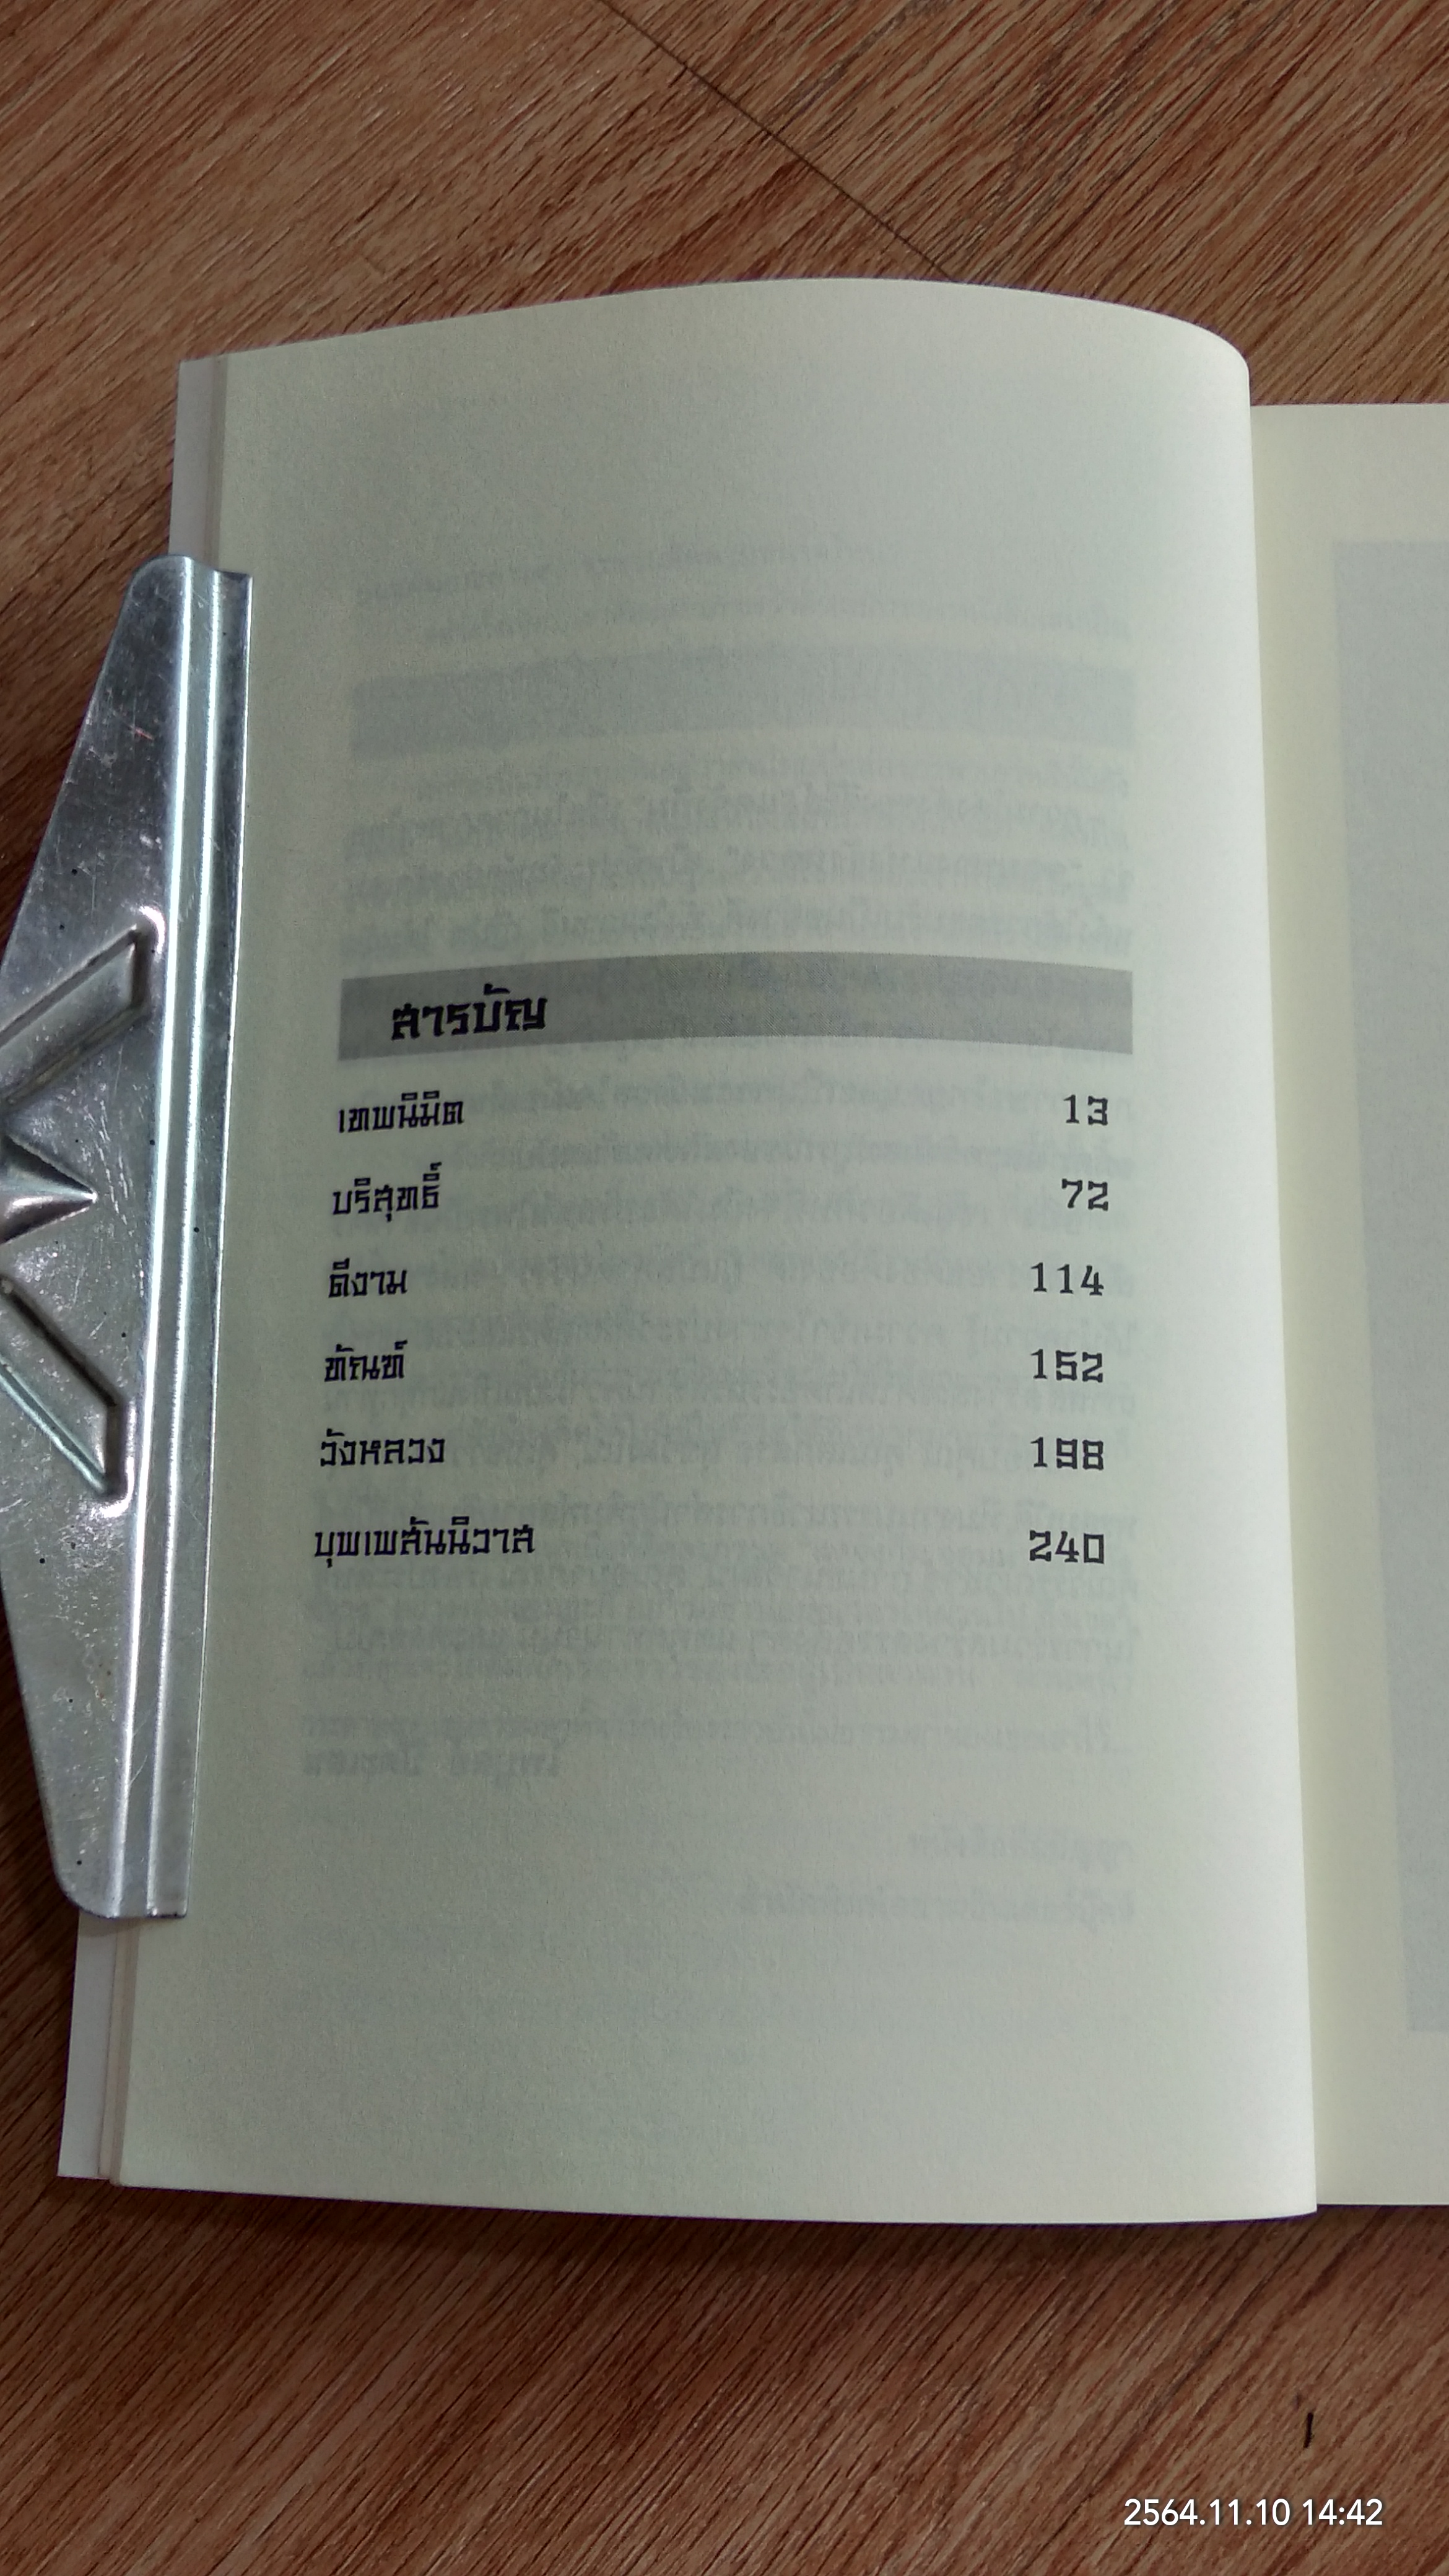 สารบัญ
เทพนิมิต 13
บริสุทธิ์ 72
ดีงาม 114
ทัณฑ์ 152
วังหลวง 198
บุพเพสันนิวาส 240
2564.11.10 14:42